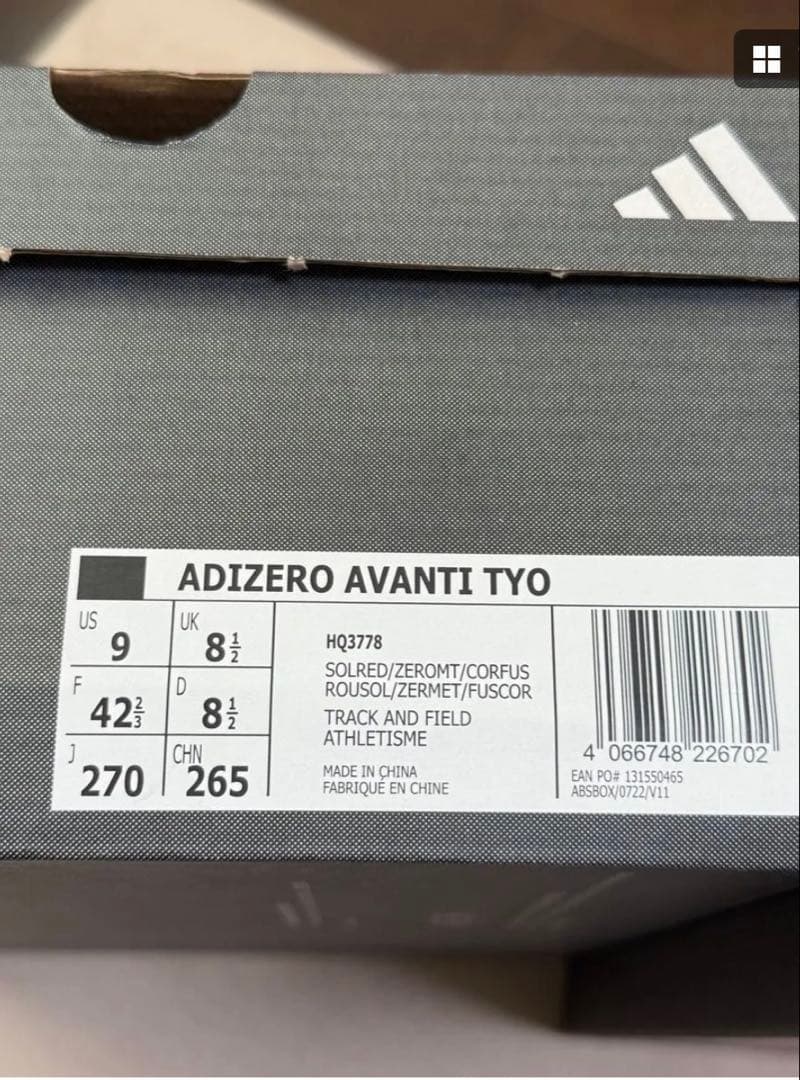 ADIZERO AVANTI TYO
US
9
UK
8½
F
42⅔
D
8½
J
270
CHN
265
HQ3778
SOLRED/ZEROMT/CORFUS
ROUSOL/ZERMET/FUSCOR
TRACK AND FIELD
ATHLETISME
MADE IN CHINA
FABRIQUÉ EN CHINE
4 066748 226702
EAN PO# 131550465
ABSBOX/0722/V11